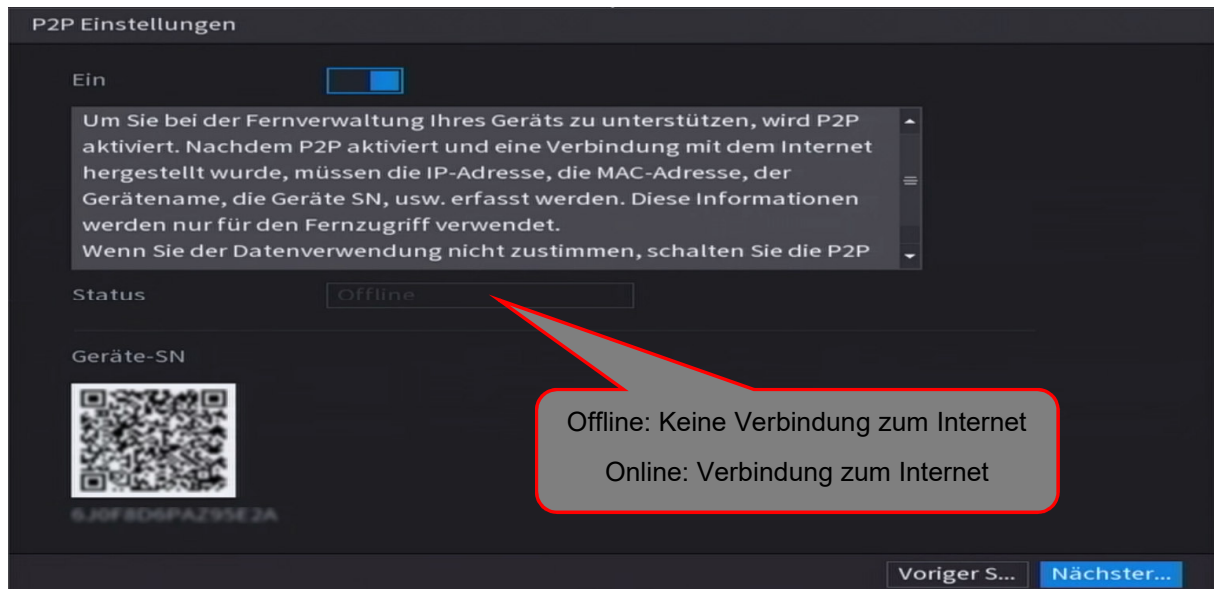 P2P Einstellungen
Ein
Um Sie bei der Fernverwaltung Ihres Geräts zu unterstützen, wird P2P
aktiviert. Nachdem P2P aktiviert und eine Verbindung mit dem Internet
hergestellt wurde, müssen die IP-Adresse, die MAC-Adresse, der
Gerätename, die Geräte SN, usw. erfasst werden. Diese Informationen
werden nur für den Fernzugriff verwendet.
Wenn Sie der Datenverwendung nicht zustimmen, schalten Sie die P2P
Status
Offline
Geräte-SN
Offline: Keine Verbindung zum Internet
Online: Verbindung zum Internet
Voriger S...
Nächster...